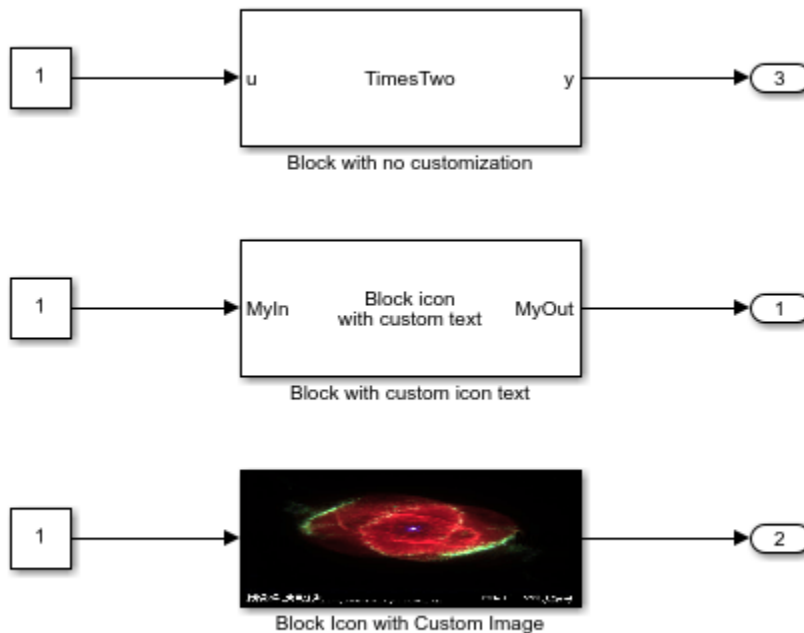 1
u TimesTwo y
3
Block with no customization
1
MyIn
Block icon
with custom text
MyOut
1
Block with custom icon text
1
2
Block Icon with Custom Image